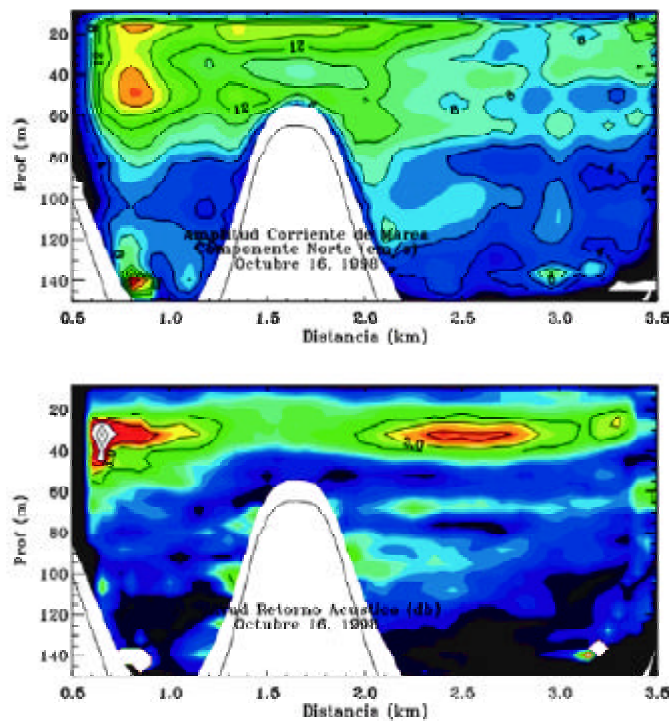 20
40
60
80
100
120
140
Prof (m)
12
12
Amplitud Corriente de Marea
Componente Norte (cm/s)
Octubre 16, 1998
0.5 1.0 1.5 2.0 2.5 3.0 3.5
Distancia (km)
20
40
60
80
100
120
140
Prof (m)
Retorno Acústico (db)
Octubre 16, 1998
0.5 1.0 1.5 2.0 2.5 3.0 3.5
Distancia (km)